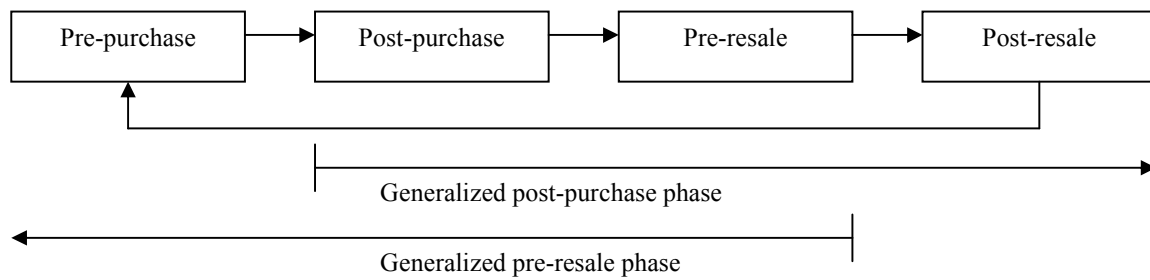 Pre-purchase
Post-purchase
Pre-resale
Post-resale
Generalized post-purchase phase
Generalized pre-resale phase